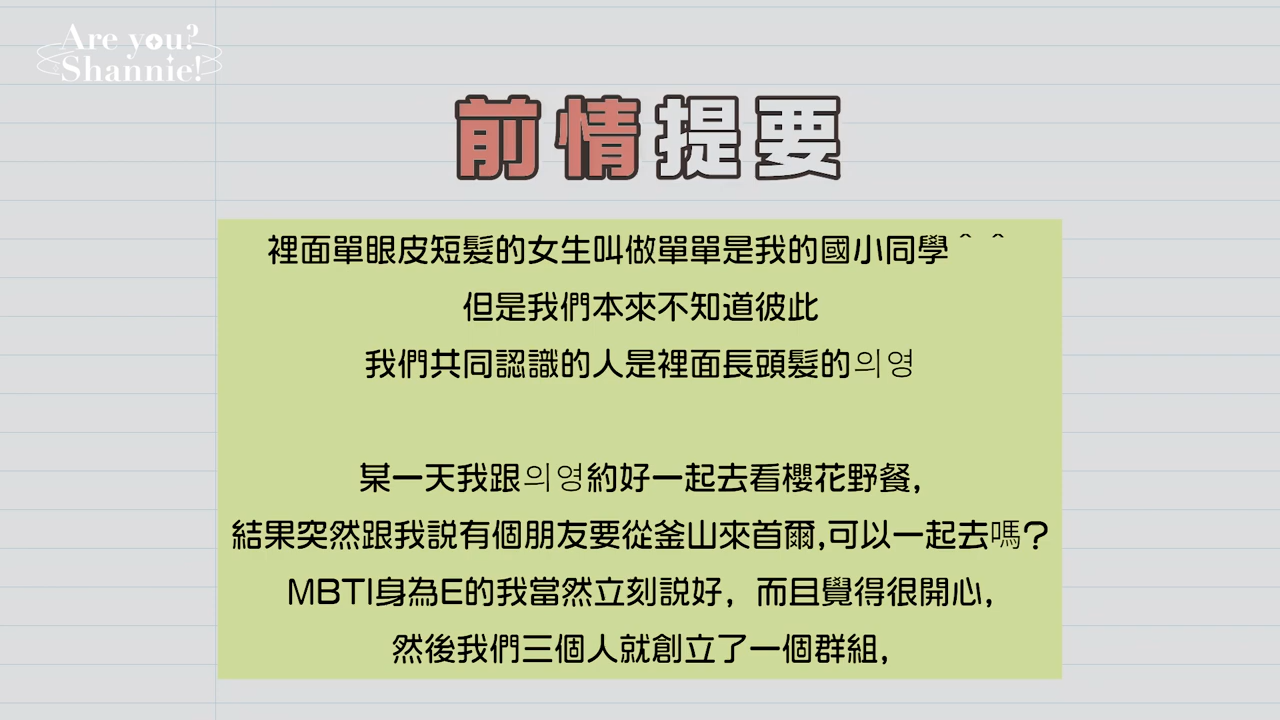 Are you?
Shannie!
前情提要
裡面單眼皮短髮的女生叫做單單是我的國小同學＾＾
但是我們本來不知道彼此
我們共同認識的人是裡面長頭髮的의영
某一天我跟의영約好一起去看櫻花野餐,
結果突然跟我說有個朋友要從釜山來首爾,可以一起去嗎?
MBTI身為E的我當然立刻說好，而且覺得很開心,
然後我們三個人就創立了一個群組,